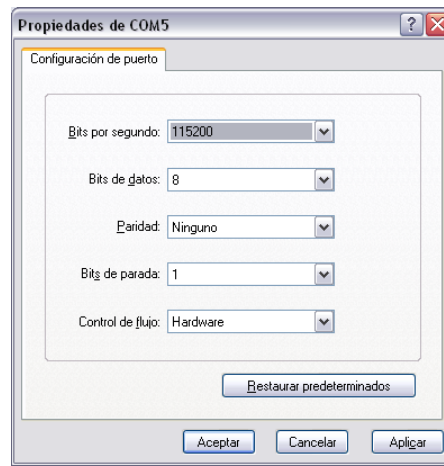 Propiedades de COM5
Configuración de puerto
Bits por segundo: 115200
Bits de datos: 8
Paridad: Ninguno
Bits de parada: 1
Control de flujo: Hardware
Restaurar predeterminados
Aceptar Cancelar Aplicar